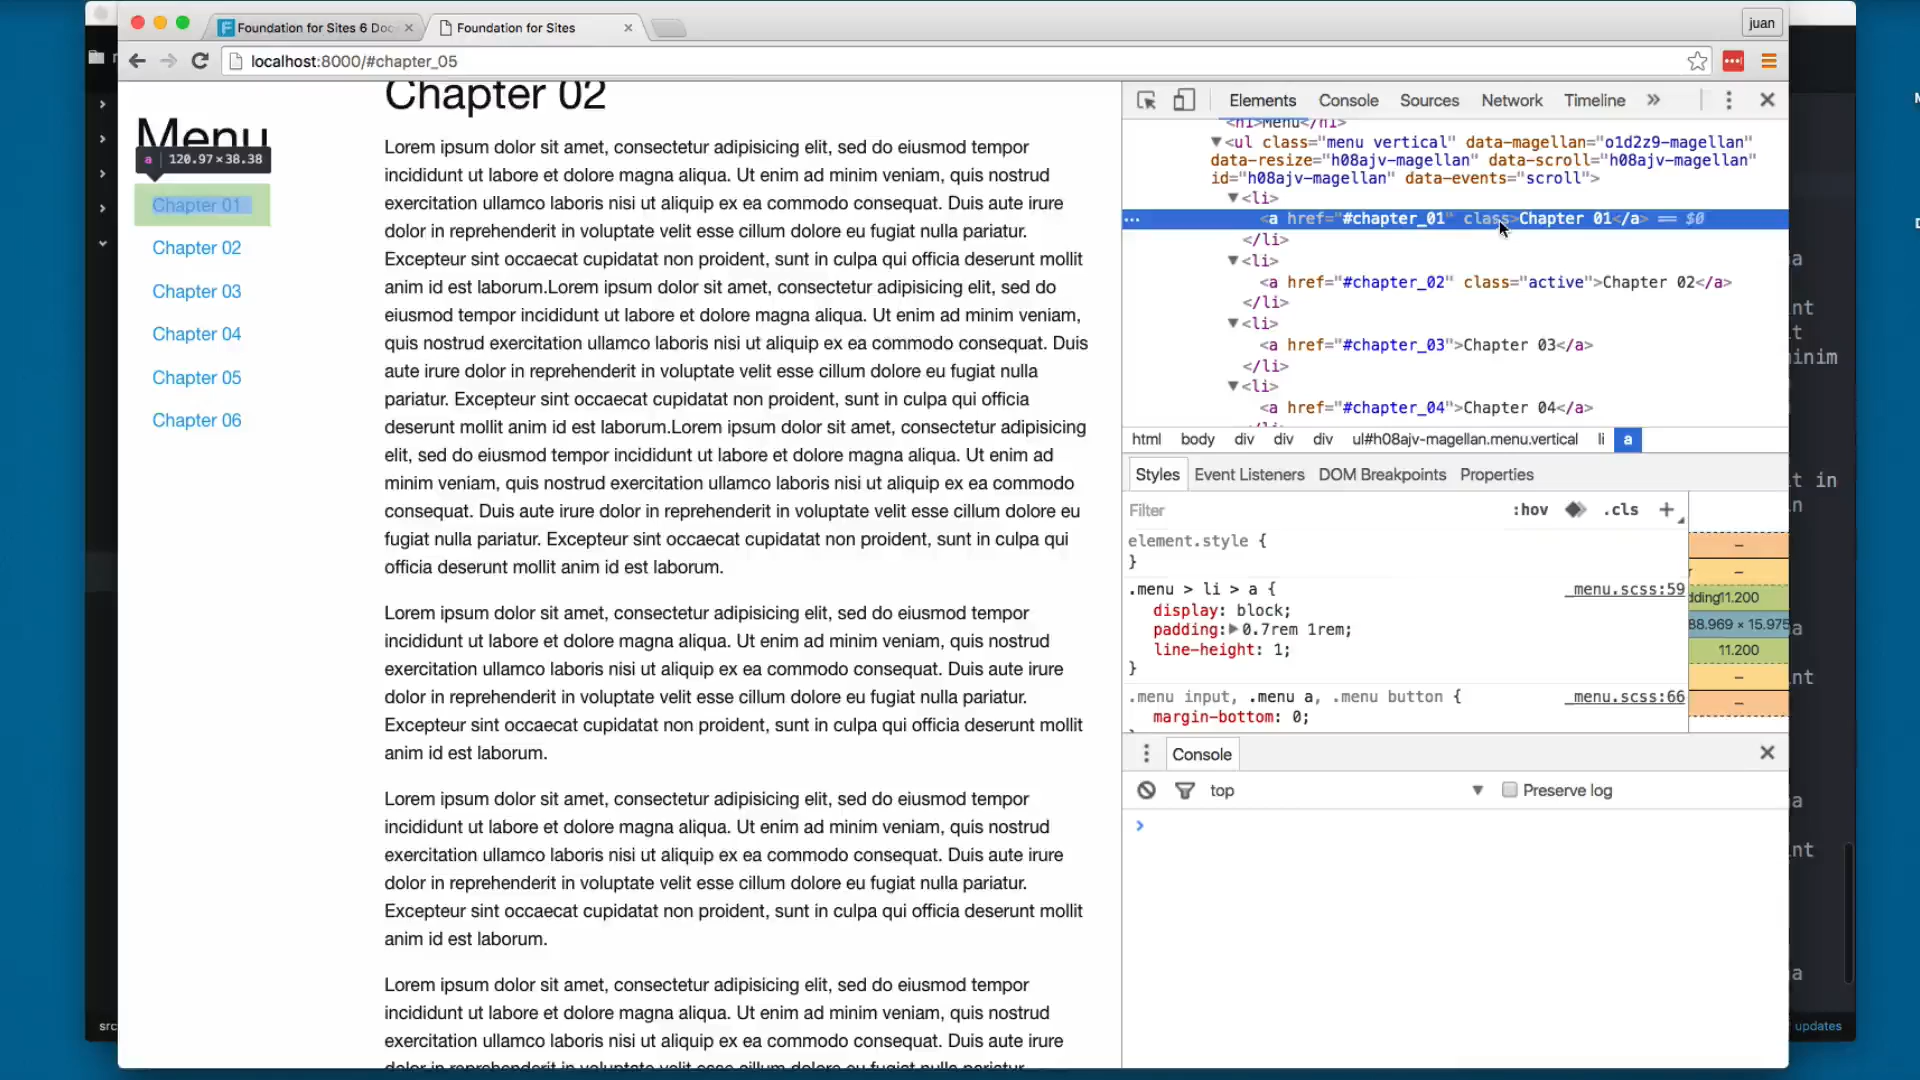 Foundation for Sites 6 Doc
Foundation for Sites
juan
localhost:8000/#chapter_05
Menu
a 120.97×38.38
Chapter 01
Chapter 02
Chapter 03
Chapter 04
Chapter 05
Chapter 06
Chapter 02
Lorem ipsum dolor sit amet, consectetur adipisicing elit, sed do eiusmod tempor
incididunt ut labore et dolore magna aliqua. Ut enim ad minim veniam, quis nostrud
exercitation ullamco laboris nisi ut aliquip ex ea commodo consequat. Duis aute irure
dolor in reprehenderit in voluptate velit esse cillum dolore eu fugiat nulla pariatur.
Excepteur sint occaecat cupidatat non proident, sunt in culpa qui officia deserunt mollit
anim id est laborum.Lorem ipsum dolor sit amet, consectetur adipisicing elit, sed do
eiusmod tempor incididunt ut labore et dolore magna aliqua. Ut enim ad minim veniam,
quis nostrud exercitation ullamco laboris nisi ut aliquip ex ea commodo consequat. Duis
aute irure dolor in reprehenderit in voluptate velit esse cillum dolore eu fugiat nulla
pariatur. Excepteur sint occaecat cupidatat non proident, sunt in culpa qui officia
deserunt mollit anim id est laborum.Lorem ipsum dolor sit amet, consectetur adipisicing
elit, sed do eiusmod tempor incididunt ut labore et dolore magna aliqua. Ut enim ad
minim veniam, quis nostrud exercitation ullamco laboris nisi ut aliquip ex ea commodo
consequat. Duis aute irure dolor in reprehenderit in voluptate velit esse cillum dolore eu
fugiat nulla pariatur. Excepteur sint occaecat cupidatat non proident, sunt in culpa qui
officia deserunt mollit anim id est laborum.
Lorem ipsum dolor sit amet, consectetur adipisicing elit, sed do eiusmod tempor
incididunt ut labore et dolore magna aliqua. Ut enim ad minim veniam, quis nostrud
exercitation ullamco laboris nisi ut aliquip ex ea commodo consequat. Duis aute irure
dolor in reprehenderit in voluptate velit esse cillum dolore eu fugiat nulla pariatur.
Excepteur sint occaecat cupidatat non proident, sunt in culpa qui officia deserunt mollit
anim id est laborum.
Lorem ipsum dolor sit amet, consectetur adipisicing elit, sed do eiusmod tempor
incididunt ut labore et dolore magna aliqua. Ut enim ad minim veniam, quis nostrud
exercitation ullamco laboris nisi ut aliquip ex ea commodo consequat. Duis aute irure
dolor in reprehenderit in voluptate velit esse cillum dolore eu fugiat nulla pariatur.
Excepteur sint occaecat cupidatat non proident, sunt in culpa qui officia deserunt mollit
anim id est laborum.
Lorem ipsum dolor sit amet, consectetur adipisicing elit, sed do eiusmod tempor
incididunt ut labore et dolore magna aliqua. Ut enim ad minim veniam, quis nostrud
exercitation ullamco laboris nisi ut aliquip ex ea commodo consequat. Duis aute irure
dolor in reprehenderit in voluptate velit esse cillum dolore eu fugiat nulla pariatur.
Elements Console Sources Network Timeline »
<h1>Menu</h1>
▼<ul class="menu vertical" data-magellan="o1d2z9-magellan"
data-resize="h08ajv-magellan" data-scroll="h08ajv-magellan"
id="h08ajv-magellan" data-events="scroll">
▼<li>
<a href="#chapter_01" class>Chapter 01</a> == $0
</li>
▼<li>
<a href="#chapter_02" class="active">Chapter 02</a>
</li>
▼<li>
<a href="#chapter_03">Chapter 03</a>
</li>
▼<li>
<a href="#chapter_04">Chapter 04</a>
html body div div div ul#h08ajv-magellan.menu.vertical li a
Styles Event Listeners DOM Breakpoints Properties
Filter :hov .cls +
element.style {
}
.menu > li > a { _menu.scss:59
display: block;
padding:▶0.7rem 1rem;
line-height: 1;
}
.menu input, .menu a, .menu button { _menu.scss:66
margin-bottom: 0;
–
–
dding11.200
88.969 × 15.975
11.200
–
–
Console
top ▼ Preserve log
src
a
nt
t
inim
t in
n
a
nt
a
nt
a
updates